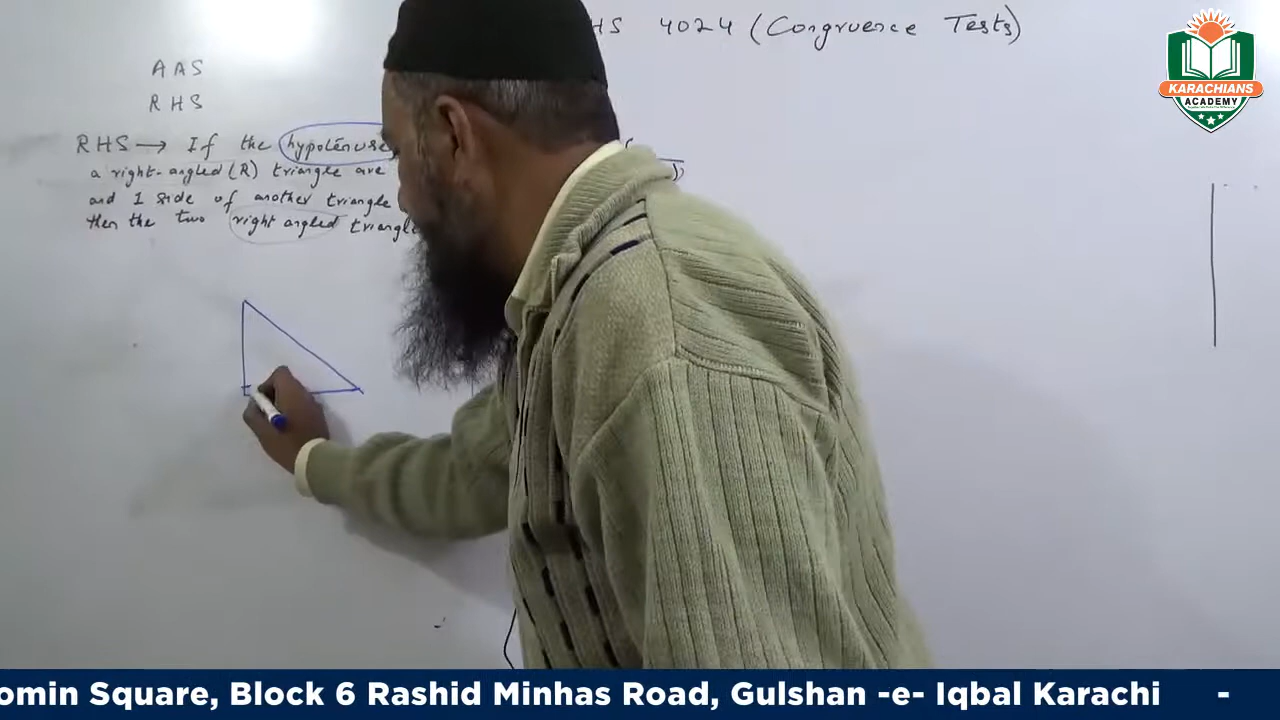 HS 4024 (Congruence Tests)
AAS
RHS
RHS → If the hypotenuse
a right-angled (R) triangle are
and 1 side of another triangle
then the two right angled triangle
KARACHIANS
ACADEMY
omin Square, Block 6 Rashid Minhas Road, Gulshan -e- Iqbal Karachi -